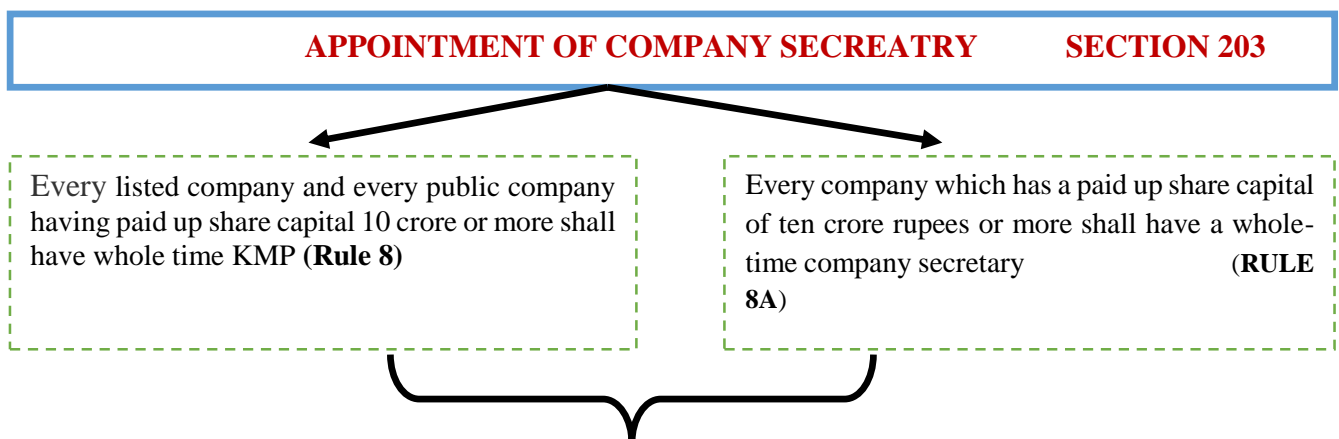 APPOINTMENT OF COMPANY SECREATRY SECTION 203
Every listed company and every public company
having paid up share capital 10 crore or more shall
have whole time KMP (Rule 8)
Every company which has a paid up share capital
of ten crore rupees or more shall have a whole-
time company secretary (RULE
8A)